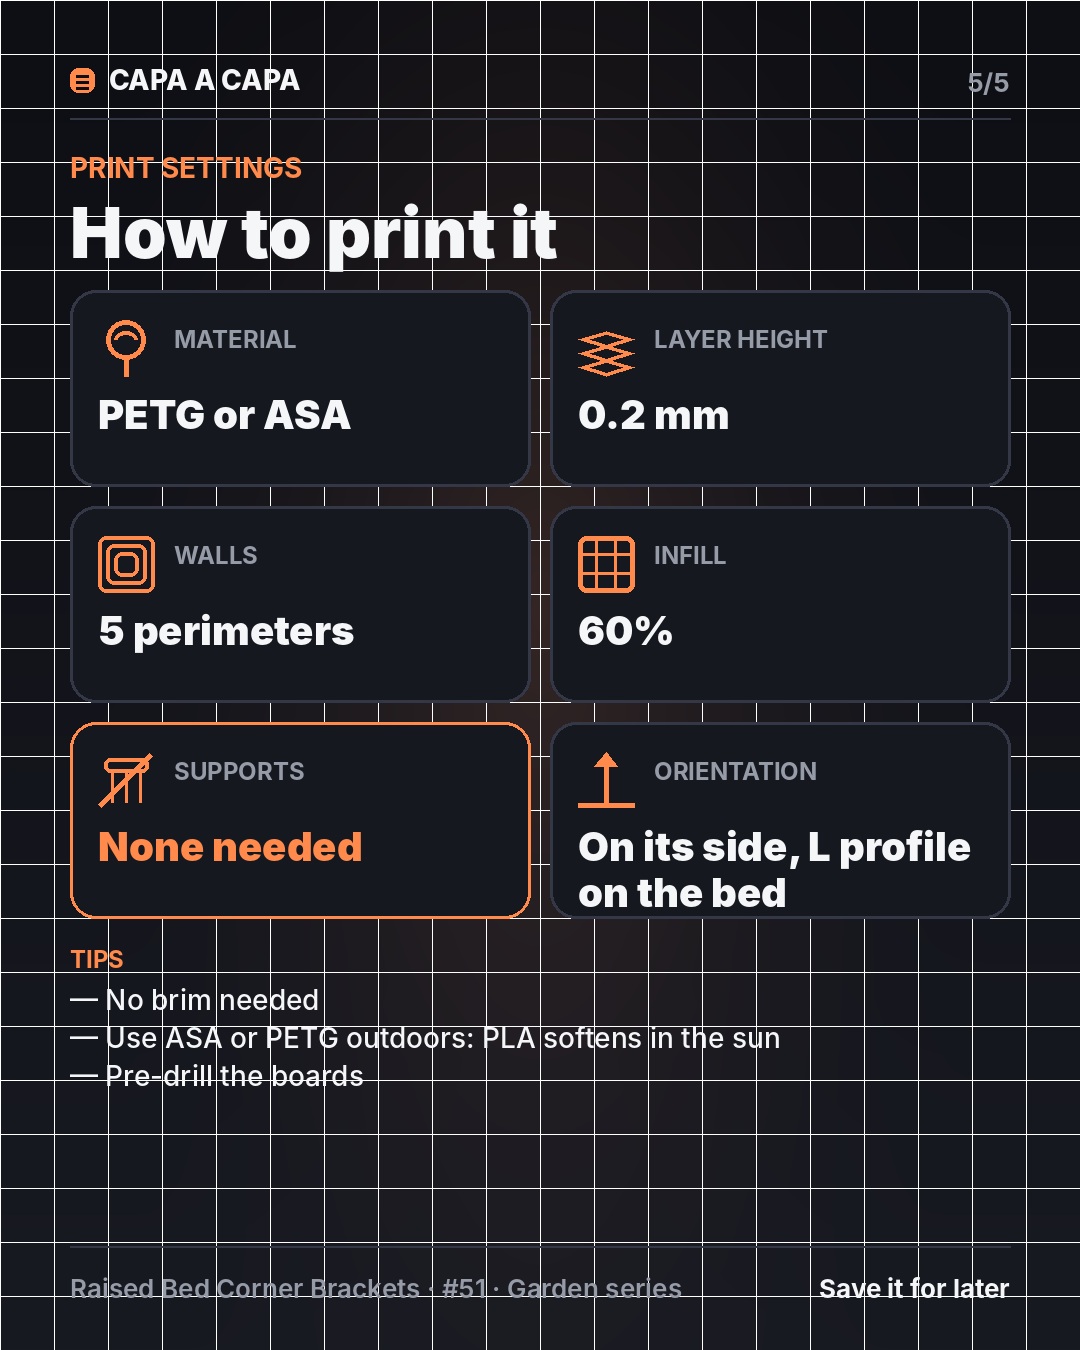 CAPA A CAPA
5/5
PRINT SETTINGS
How to print it
MATERIAL
PETG or ASA
LAYER HEIGHT
0.2 mm
WALLS
5 perimeters
INFILL
60%
SUPPORTS
None needed
ORIENTATION
On its side, L profile
on the bed
TIPS
— No brim needed
— Use ASA or PETG outdoors: PLA softens in the sun
— Pre-drill the boards
Raised Bed Corner Brackets · #51 · Garden series
Save it for later